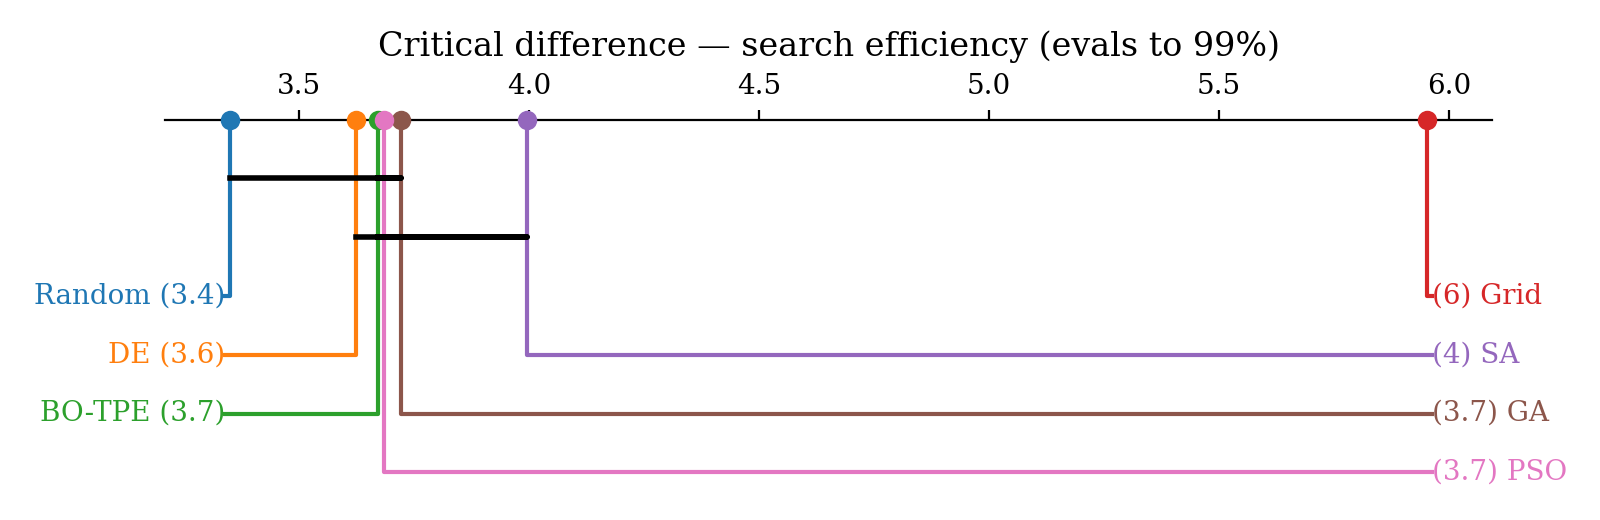 Critical difference — search efficiency (evals to 99%)
3.5 4.0 4.5 5.0 5.5 6.0
Random (3.4) (6) Grid
DE (3.6) (4) SA
BO-TPE (3.7) (3.7) GA
(3.7) PSO